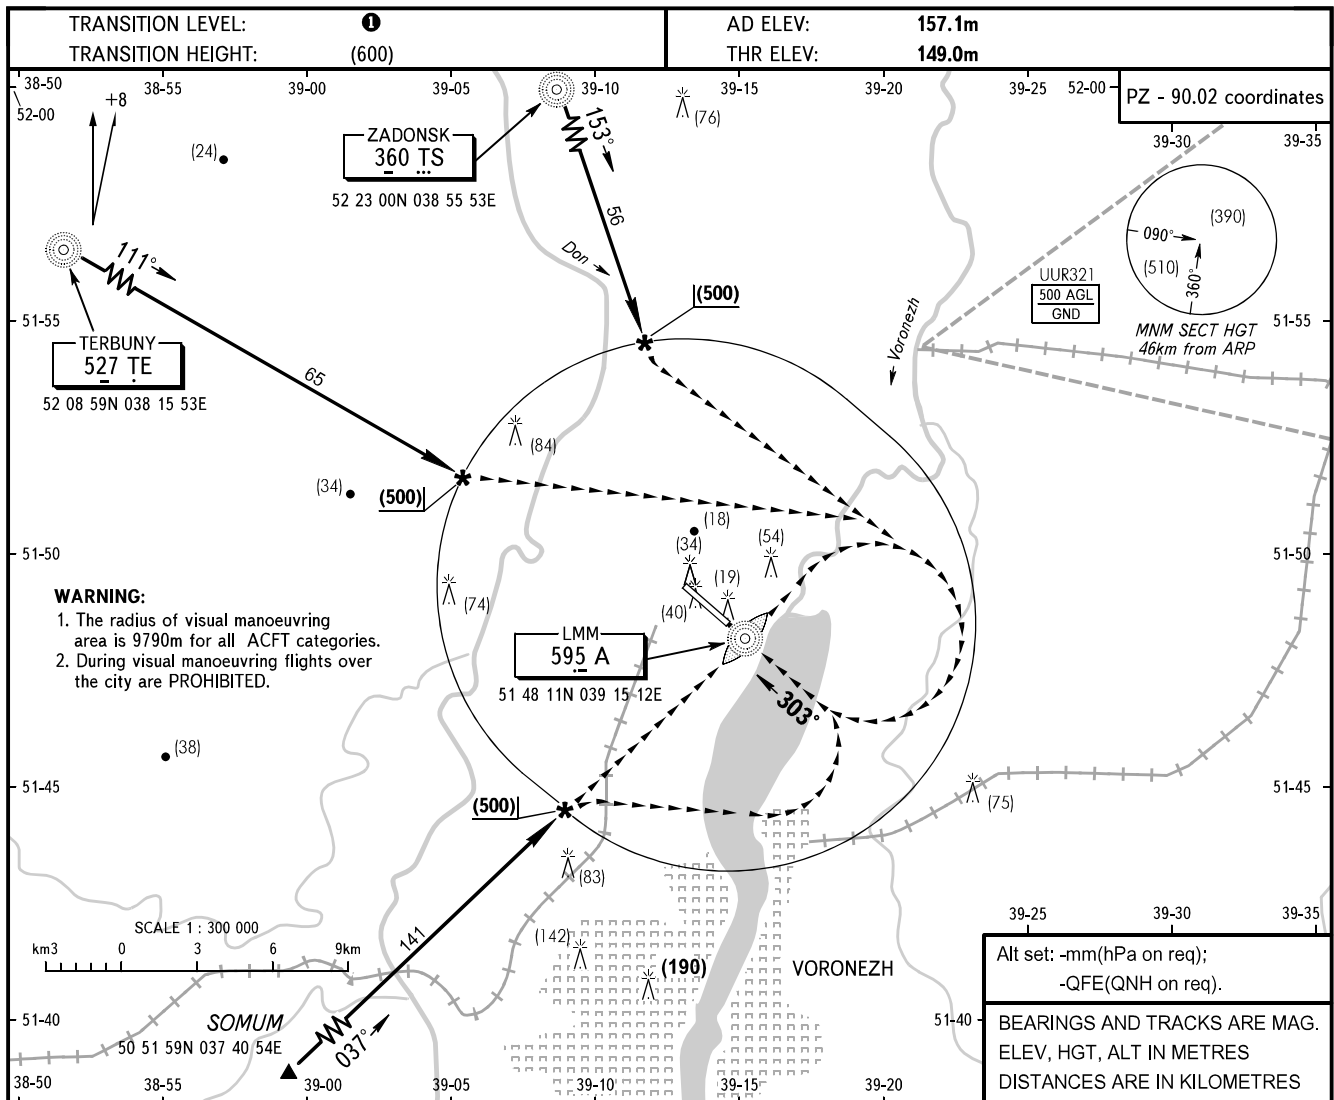 TRANSITION LEVEL: 1
TRANSITION HEIGHT: (600)
AD ELEV: 157.1m
THR ELEV: 149.0m
38-50
38-55
39-00
39-05
39-10
39-15
39-20
39-25
52-00
52-00
PZ - 90.02 coordinates
39-30
39-35
+8
(24)
ZADONSK
360 TS
52 23 00N 038 55 53E
153°
56
(76)
(390)
090°
(510)
360°
MNM SECT HGT
46km from ARP
UUR321
500 AGL
GND
Don
Voronezh
111°
TERBUNY
527 TE
52 08 59N 038 15 53E
65
51-55
51-55
(500)
(84)
(34)
(500)
(18)
(34)
(54)
(19)
(40)
51-50
51-50
(74)
WARNING:
1. The radius of visual manoeuvring
area is 9790m for all ACFT categories.
2. During visual manoeuvring flights over
the city are PROHIBITED.
LMM
595 A
51 48 11N 039 15 12E
303°
(38)
51-45
51-45
(500)
(75)
(83)
(142)
(190)
VORONEZH
SCALE 1 : 300 000
km3 0 3 6 9km
141
037°
SOMUM
50 51 59N 037 40 54E
51-40
51-40
39-25
39-30
39-35
Alt set: -mm(hPa on req);
-QFE(QNH on req).
BEARINGS AND TRACKS ARE MAG.
ELEV, HGT, ALT IN METRES
DISTANCES ARE IN KILOMETRES
38-50
38-55
39-00
39-05
39-10
39-15
39-20